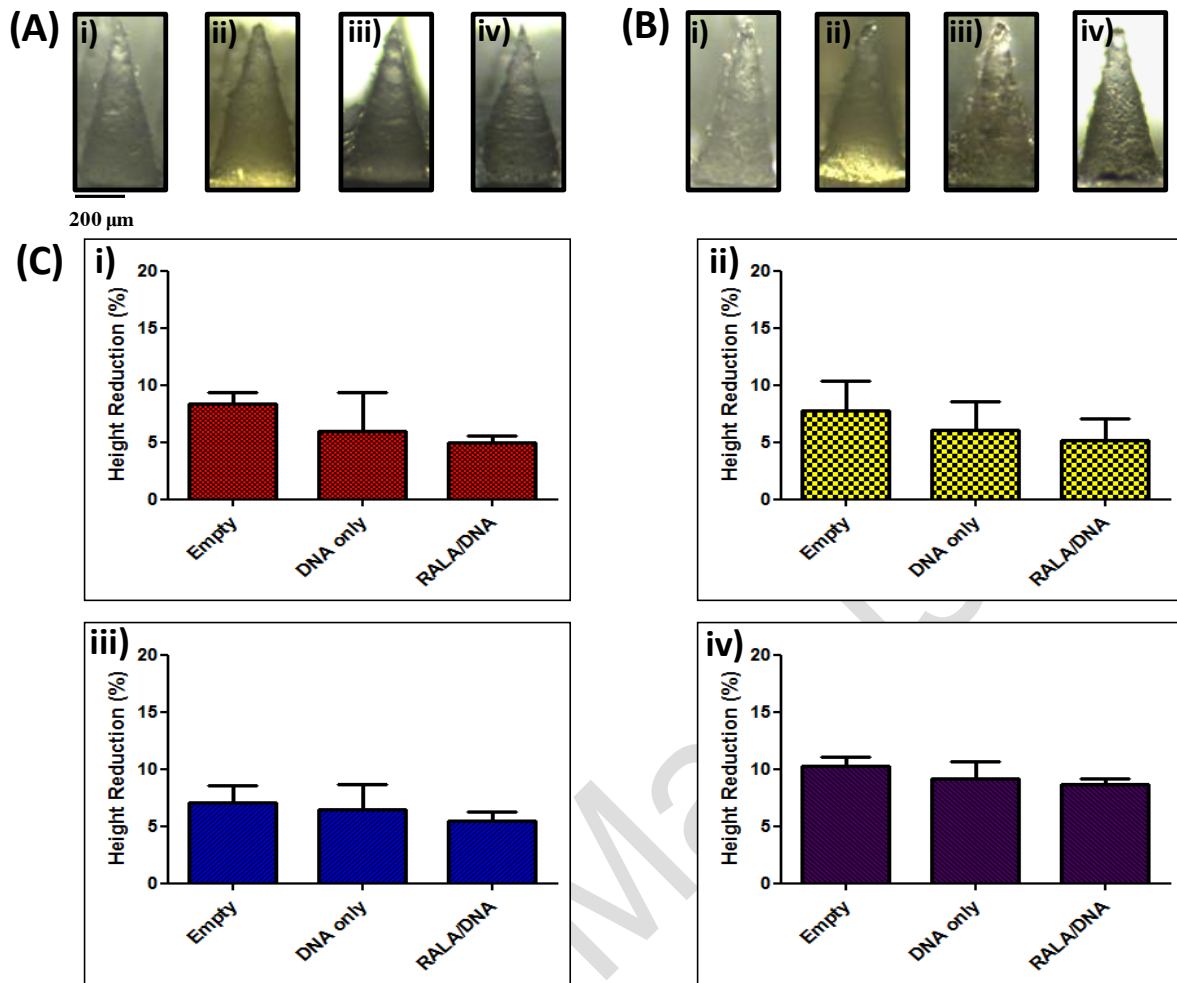 (A)
i) ii) iii) iv)
200 µm
(B)
i) ii) iii) iv)
(C)
i)
Height Reduction (%)
20
15
10
5
0
Empty
DNA only
RALA/DNA
ii)
Height Reduction (%)
20
15
10
5
0
Empty
DNA only
RALA/DNA
iii)
Height Reduction (%)
20
15
10
5
0
Empty
DNA only
RALA/DNA
iv)
Height Reduction (%)
20
15
10
5
0
Empty
DNA only
RALA/DNA